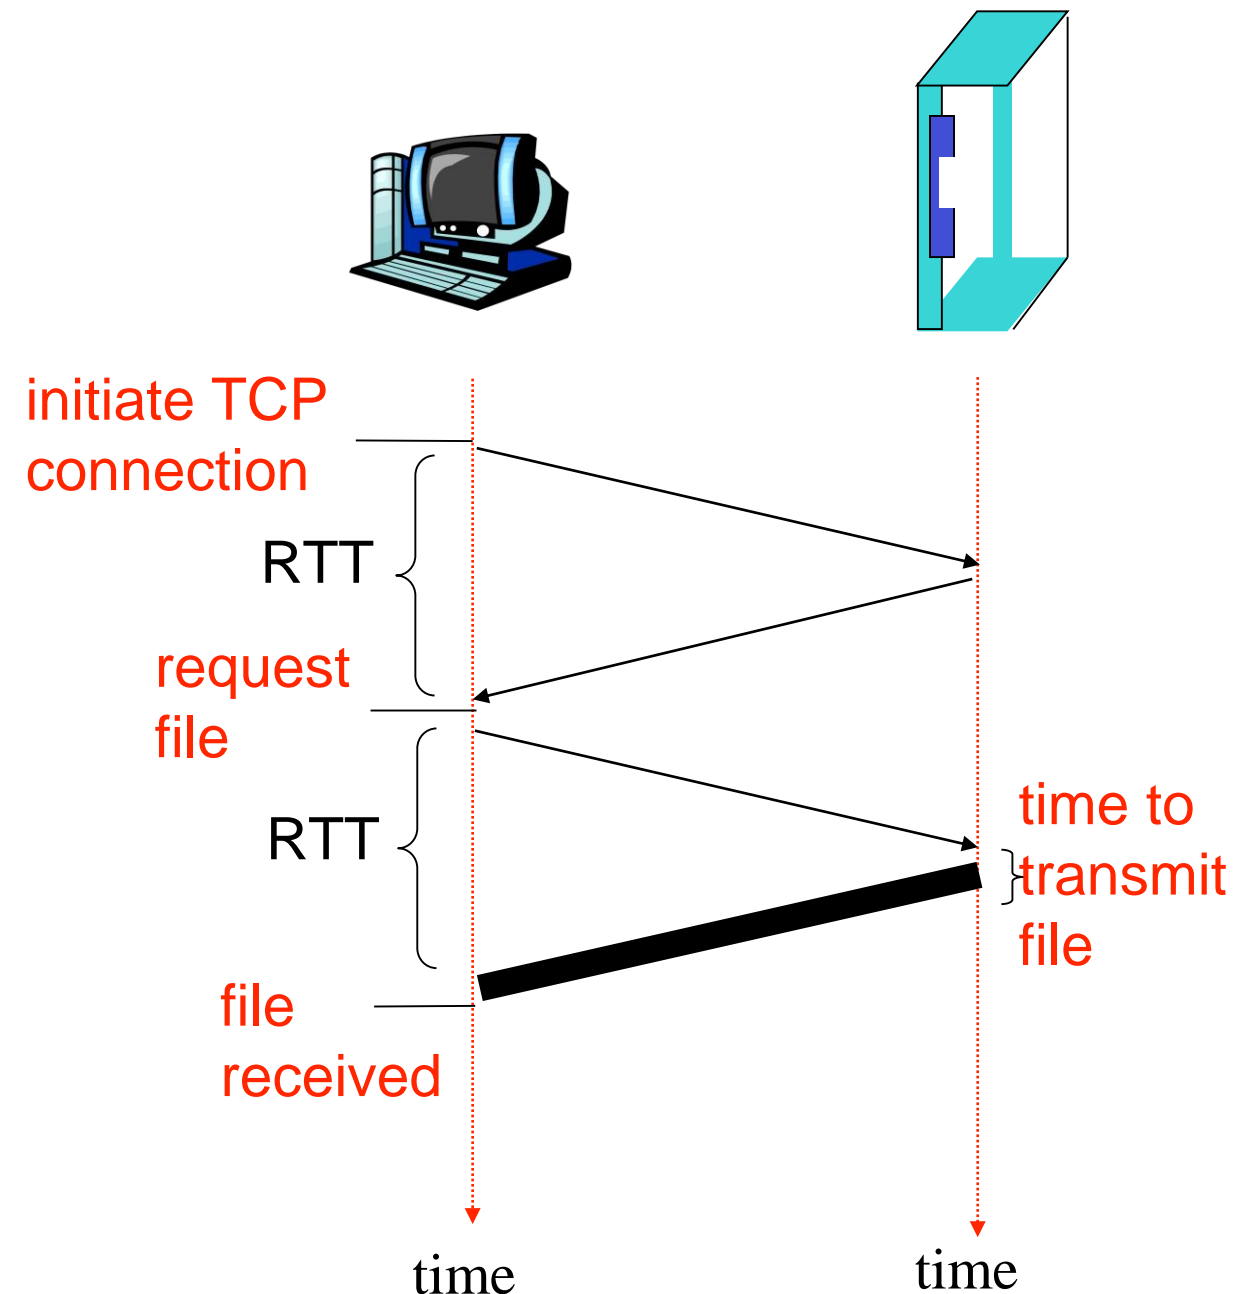 initiate TCP
connection
RTT
request
file
RTT
time to
transmit
file
file
received
time
time